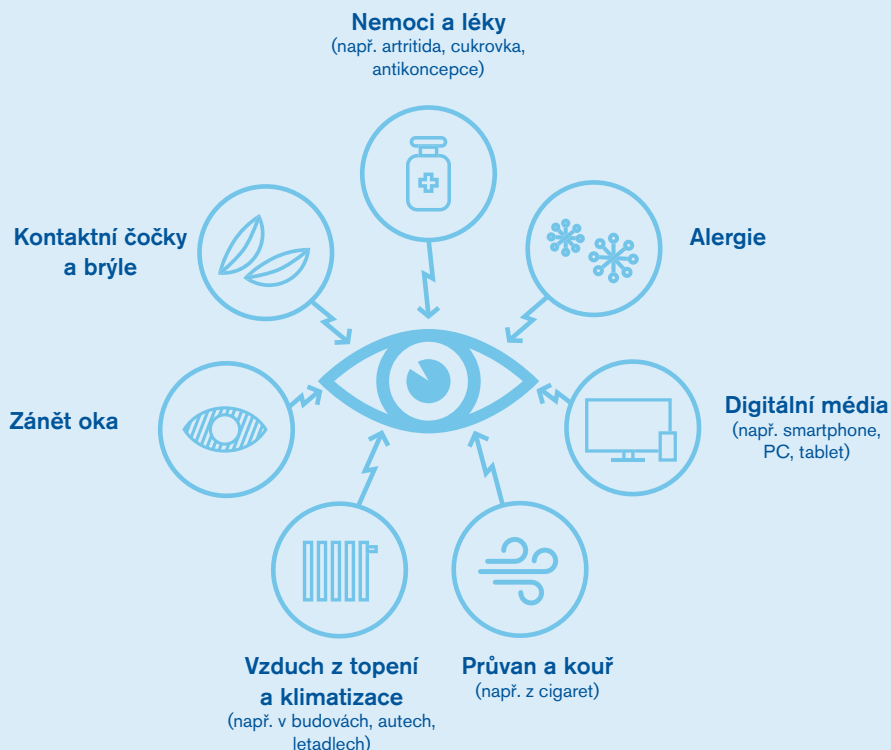 Nemoci a léky
(např. artritida, cukrovka,
antikoncepce)
Kontaktní čočky
a brýle
Alergie
Zánět oka
Digitální média
(např. smartphone,
PC, tablet)
Vzduch z topení
a klimatizace
(např. v budovách, autech,
letadlech)
Průvan a kouř
(např. z cigaret)